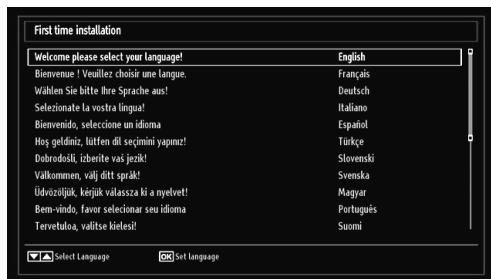 First time installation
Welcome please select your language! English
Bienvenue ! Veuillez choisir une langue. Français
Wählen Sie bitte Ihre Sprache aus! Deutsch
Selezionate la vostra lingua! Italiano
Bienvenido, seleccione un idioma Español
Hoş geldiniz, lütfen dil seçimini yapınız! Türkçe
Dobrodošli, izberite vaš jezik! Slovenski
Välkommen, välj ditt språk! Svenska
Üdvözöljük, kérjük válassza ki a nyelvet! Magyar
Bem-vindo, favor selecionar seu idioma Português
Tervetuloa, valitse kielesi! Suomi
Select Language OK Set language